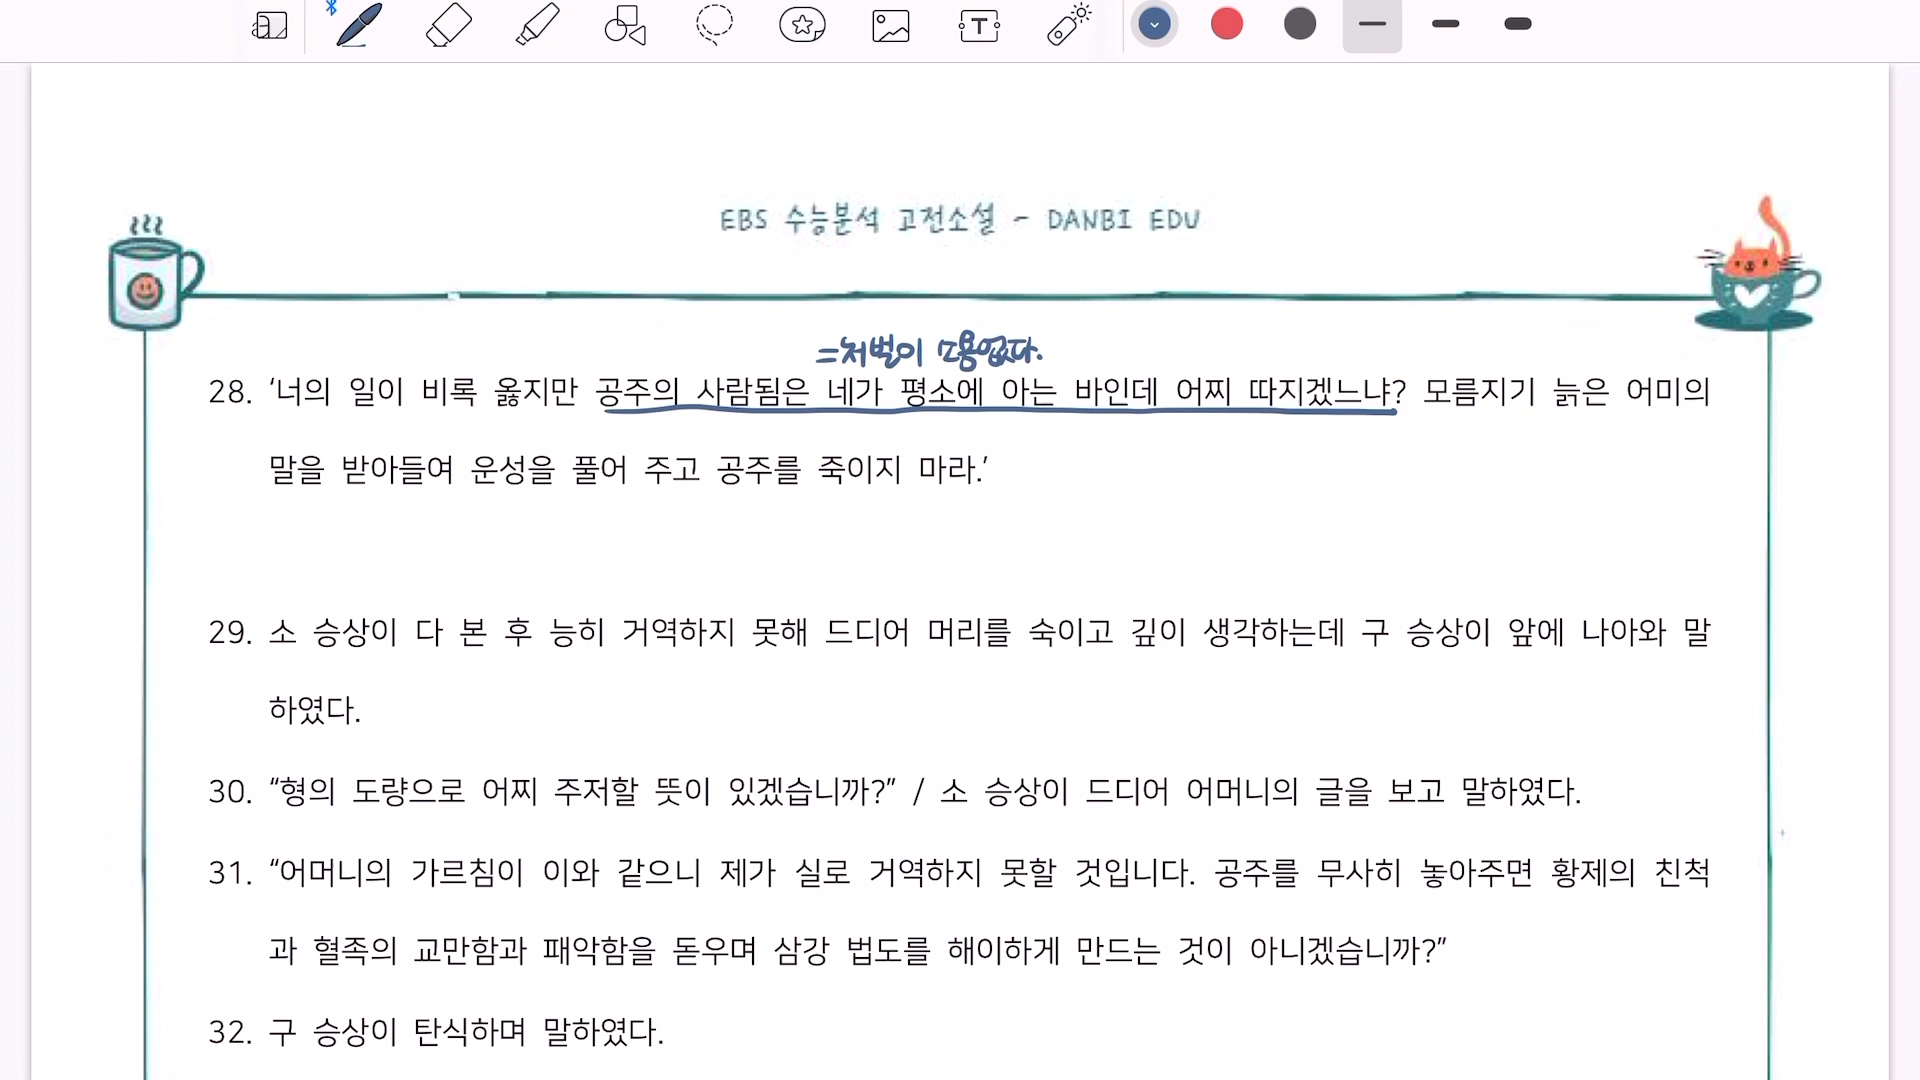 T
EBS 수능분석 고전소설 - DANBI EDU
=처벌이 소용없다.
28. ‘너의 일이 비록 옳지만 공주의 사람됨은 네가 평소에 아는 바인데 어찌 따지겠느냐? 모름지기 늙은 어미의
말을 받아들여 운성을 풀어 주고 공주를 죽이지 마라.’
29. 소 승상이 다 본 후 능히 거역하지 못해 드디어 머리를 숙이고 깊이 생각하는데 구 승상이 앞에 나아와 말
하였다.
30. “형의 도량으로 어찌 주저할 뜻이 있겠습니까?” / 소 승상이 드디어 어머니의 글을 보고 말하였다.
31. “어머니의 가르침이 이와 같으니 제가 실로 거역하지 못할 것입니다. 공주를 무사히 놓아주면 황제의 친척
과 혈족의 교만함과 패악함을 돋우며 삼강 법도를 해이하게 만드는 것이 아니겠습니까?”
32. 구 승상이 탄식하며 말하였다.